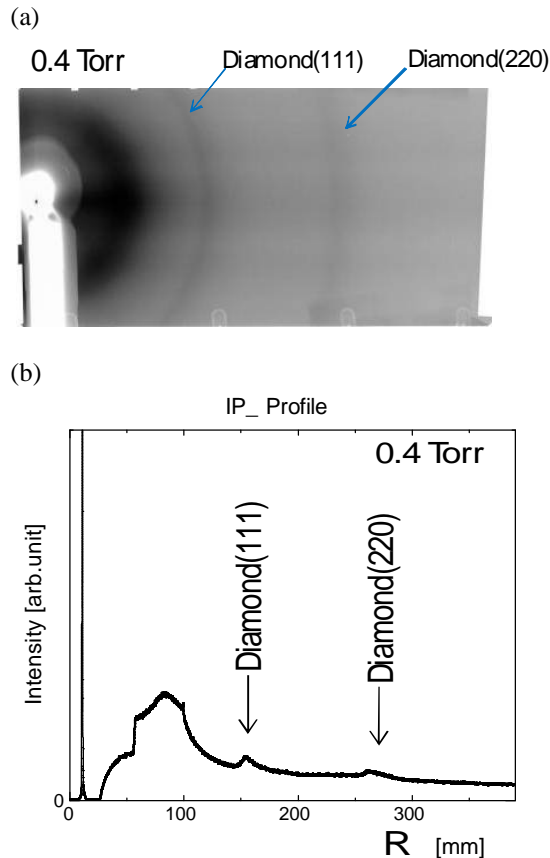 (a)
0.4 Torr
Diamond(111)
Diamond(220)
(b)
IP_ Profile
0.4 Torr
Diamond(111)
Diamond(220)
Intensity [arb.unit]
0
0
100
200
300
R [mm]